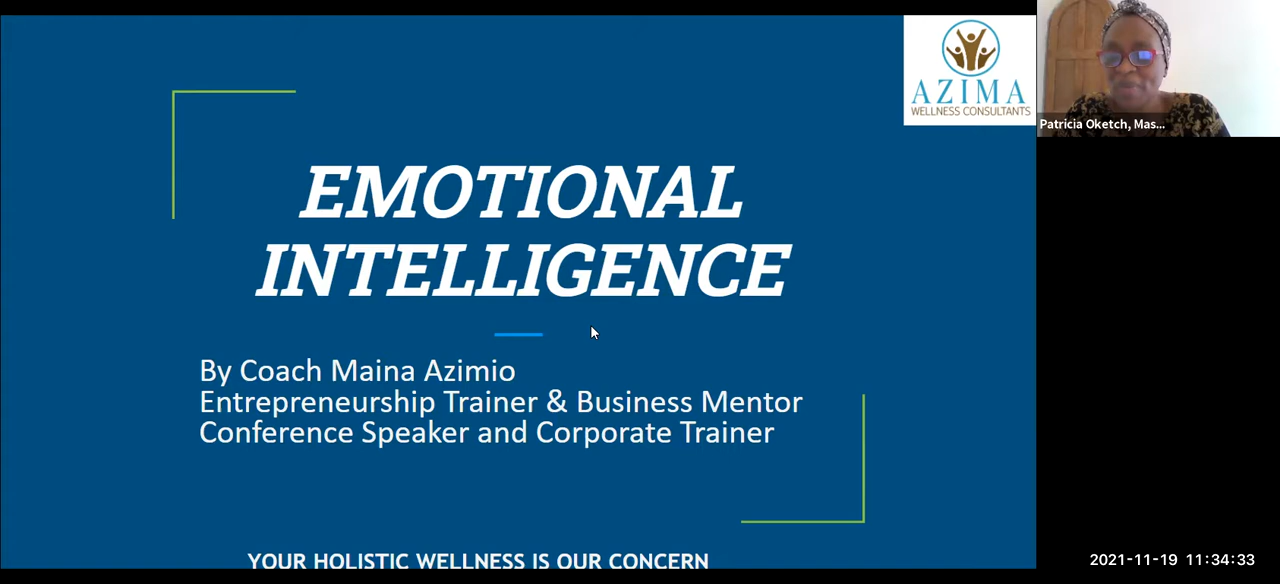 AZIMA
WELLNESS CONSULTANTS
Patricia Oketch, Mas...
EMOTIONAL
INTELLIGENCE
By Coach Maina Azimio
Entrepreneurship Trainer & Business Mentor
Conference Speaker and Corporate Trainer
YOUR HOLISTIC WELLNESS IS OUR CONCERN
2021-11-19 11:34:33